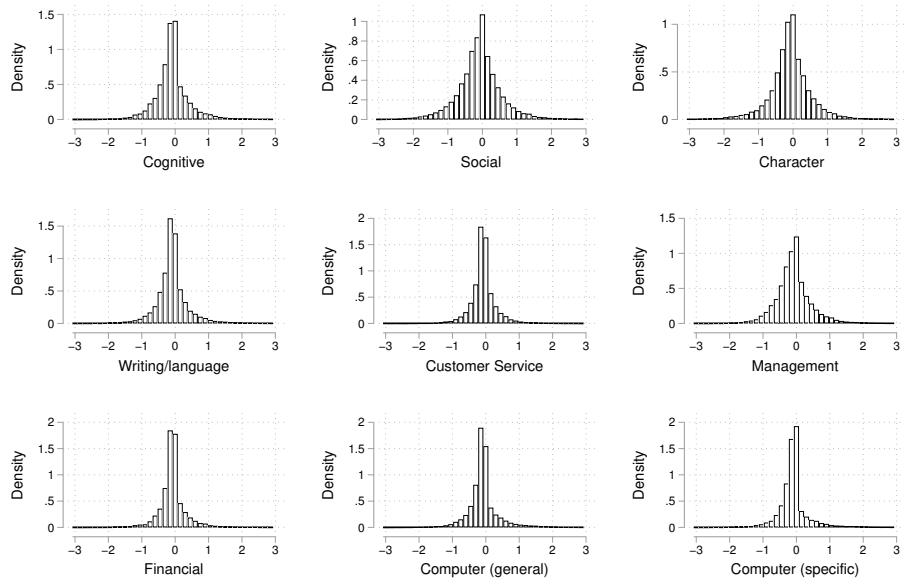 Density
1.5
1
.5
0
−3 −2 −1 0 1 2 3
Cognitive
Density
1
.8
.6
.4
.2
0
−3 −2 −1 0 1 2 3
Social
Density
1
.5
0
−3 −2 −1 0 1 2 3
Character
Density
1.5
1
.5
0
−3 −2 −1 0 1 2 3
Writing/language
Density
2
1.5
1
.5
0
−3 −2 −1 0 1 2 3
Customer Service
Density
1.5
1
.5
0
−3 −2 −1 0 1 2 3
Management
Density
2
1.5
1
.5
0
−3 −2 −1 0 1 2 3
Financial
Density
2
1.5
1
.5
0
−3 −2 −1 0 1 2 3
Computer (general)
Density
2
1.5
1
.5
0
−3 −2 −1 0 1 2 3
Computer (specific)